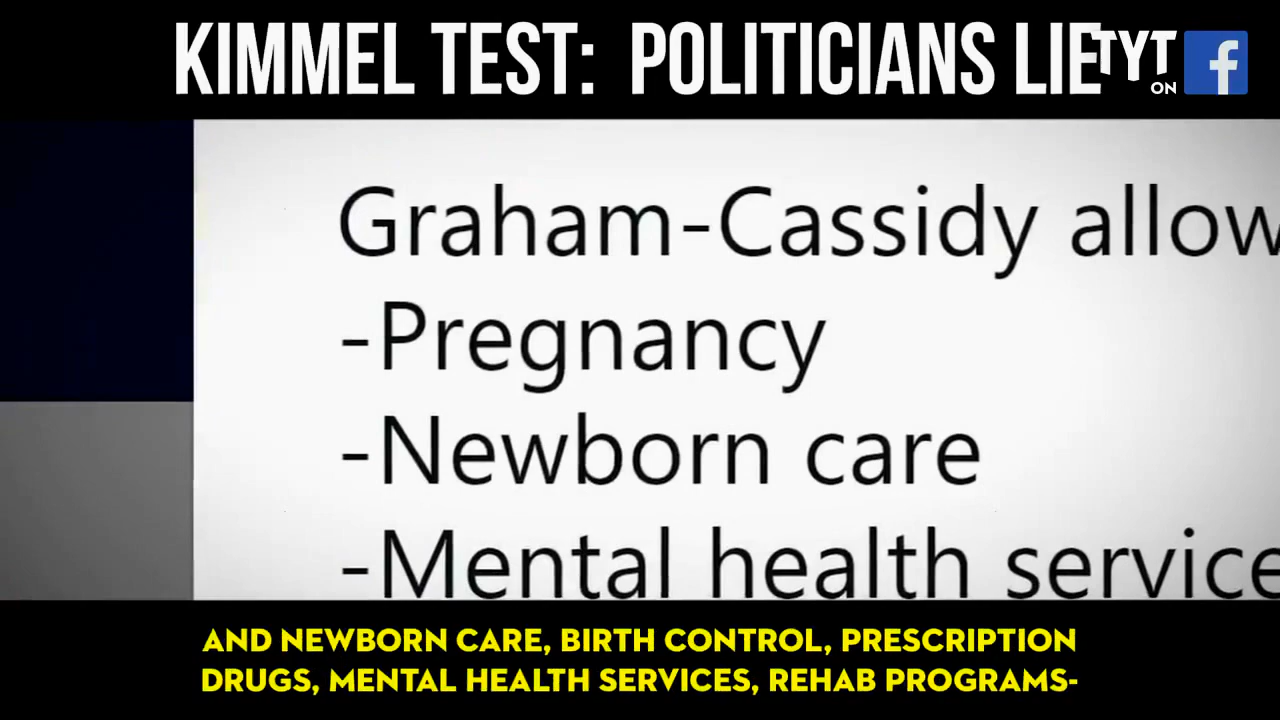 KIMMEL TEST: POLITICIANS LIE
TYT
ON f
Graham-Cassidy allow
-Pregnancy
-Newborn care
-Mental health service
AND NEWBORN CARE, BIRTH CONTROL, PRESCRIPTION
DRUGS, MENTAL HEALTH SERVICES, REHAB PROGRAMS-